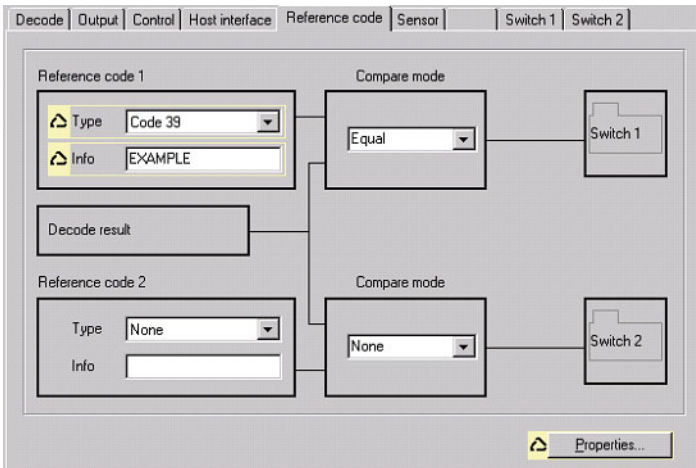 Decode Output Control Host interface Reference code Sensor Switch 1 Switch 2
Reference code 1 Compare mode
Type Code 39
Equal Switch 1
Info EXAMPLE
Decode result
Reference code 2 Compare mode
Type None
None Switch 2
Info
Properties...